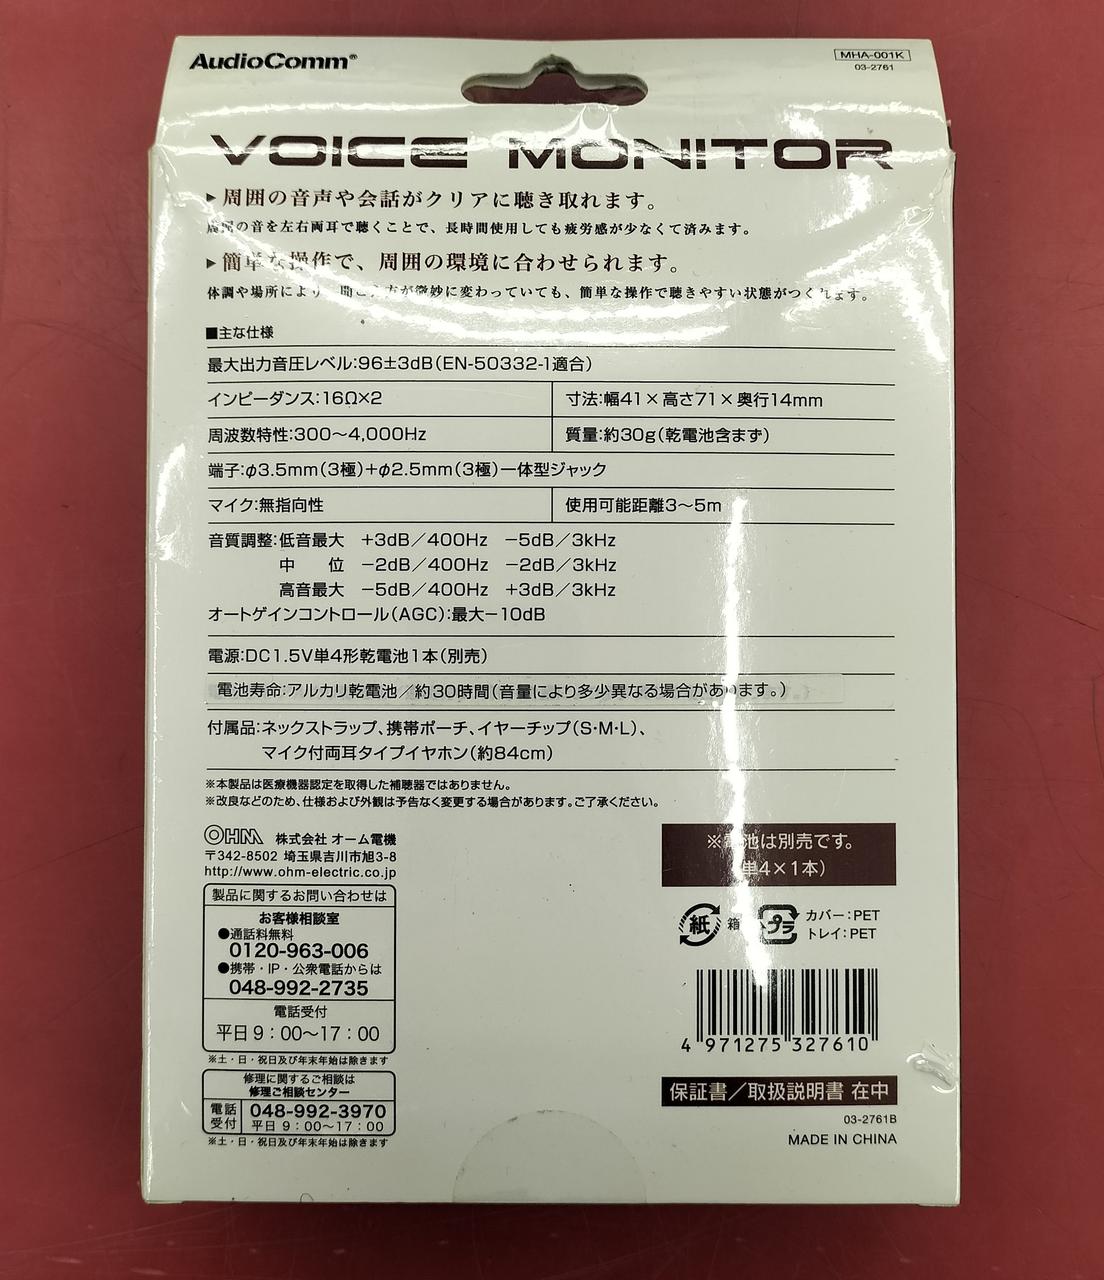 AudioComm®
MHA-001K
03-2761
VOICE MONITOR
▶周囲の音声や会話がクリアに聴き取れます。
周囲の音を左右両耳で聴くことで、長時間使用しても疲労感が少なくて済みます。
▶簡単な操作で、周囲の環境に合わせられます。
体調や場所により、聞こえ方が微妙に変わっていても、簡単な操作で聴きやすい状態がつくれます。
■主な仕様
最大出力音圧レベル:96±3dB(EN-50332-1適合)
インピーダンス:16Ω×2
寸法:幅41×高さ71×奥行14mm
周波数特性:300〜4,000Hz
質量:約30g(乾電池含まず)
端子:φ3.5mm(3極)+φ2.5mm(3極)一体型ジャック
マイク:無指向性
使用可能距離3〜5m
音質調整:低音最大 +3dB/400Hz −5dB/3kHz
中 位 −2dB/400Hz −2dB/3kHz
高音最大 −5dB/400Hz +3dB/3kHz
オートゲインコントロール(AGC):最大−10dB
電源:DC1.5V単4形乾電池1本(別売)
電池寿命:アルカリ乾電池/約30時間(音量により多少異なる場合があります。)
付属品:ネックストラップ、携帯ポーチ、イヤーチップ(S・M・L)、
マイク付両耳タイプイヤホン(約84cm)
※本製品は医療機器認定を取得した補聴器ではありません。
※改良などのため、仕様および外観は予告なく変更する場合があります。ご了承ください。
OHM 株式会社 オーム電機
〒342-8502 埼玉県吉川市旭3-8
http://www.ohm-electric.co.jp
製品に関するお問い合わせは
お客様相談室
●通話料無料
0120-963-006
●携帯・IP・公衆電話からは
048-992-2735
電話受付
平日9:00〜17:00
※土・日・祝日及び年末年始は除きます
修理に関するご相談は
修理ご相談センター
電話受付
048-992-3970
平日 9:00〜17:00
※土・日・祝日及び年末年始は除きます
※電池は別売です。
(単4×1本)
紙 箱
プラ カバー:PET
トレイ:PET
4 971275 327610
保証書/取扱説明書 在中
03-2761B
MADE IN CHINA